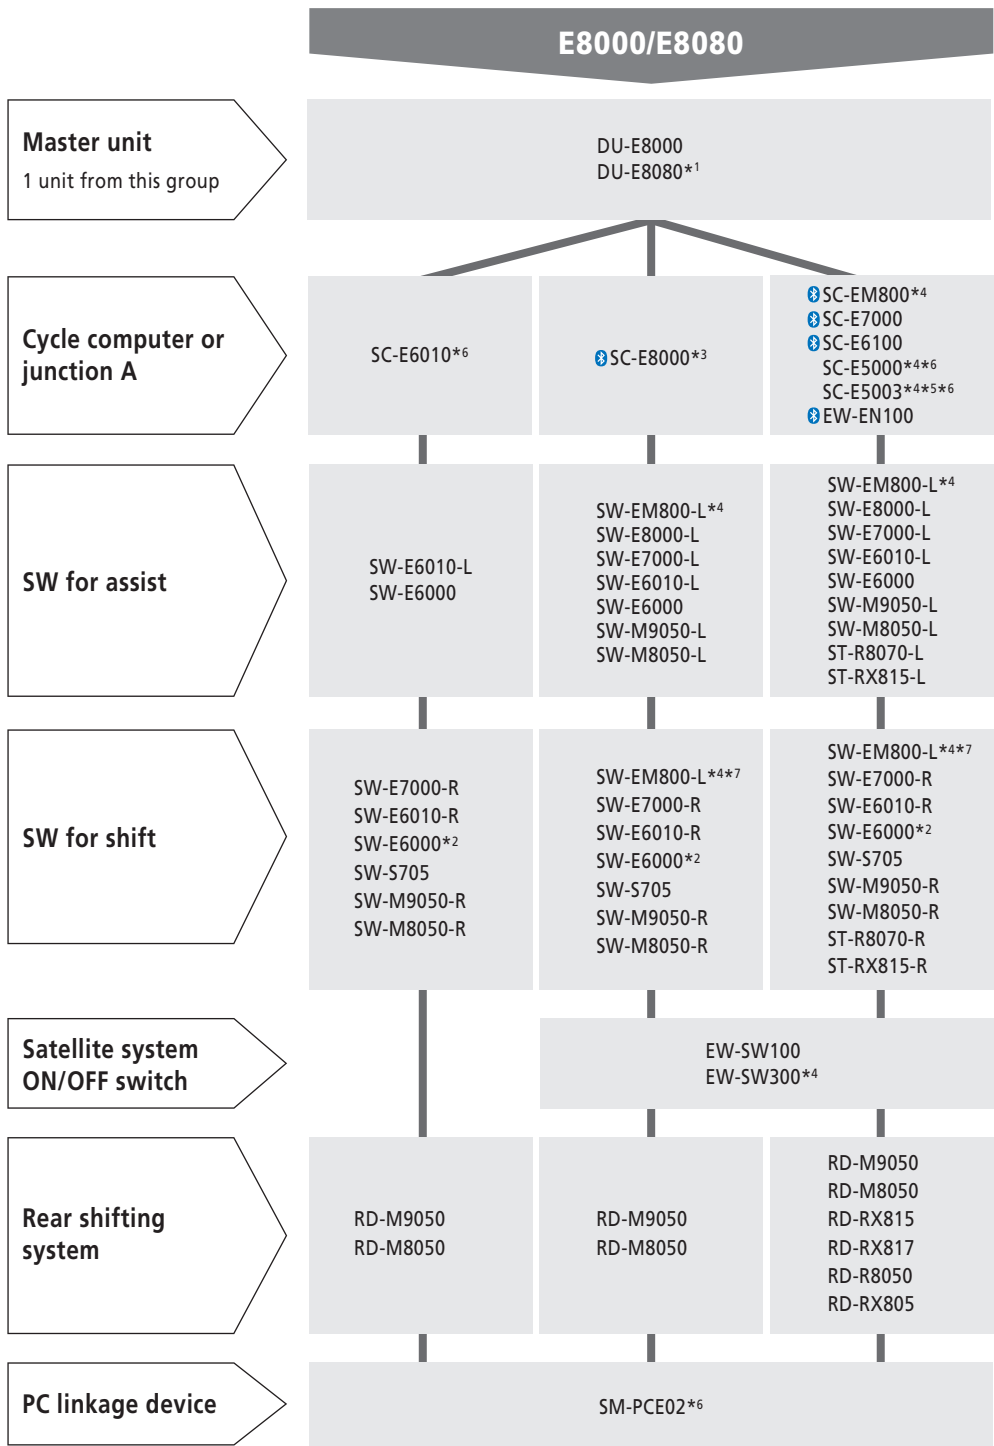 E8000/E8080
Master unit
1 unit from this group
DU-E8000
DU-E8080*1
Cycle computer or
junction A
SC-E6010*6
SC-E8000*3
SC-EM800*4
SC-E7000
SC-E6100
SC-E5000*4*6
SC-E5003*4*5*6
EW-EN100
SW for assist
SW-E6010-L
SW-E6000
SW-EM800-L*4
SW-E8000-L
SW-E7000-L
SW-E6010-L
SW-E6000
SW-M9050-L
SW-M8050-L
SW-EM800-L*4
SW-E8000-L
SW-E7000-L
SW-E6010-L
SW-E6000
SW-M9050-L
SW-M8050-L
ST-R8070-L
ST-RX815-L
SW for shift
SW-E7000-R
SW-E6010-R
SW-E6000*2
SW-S705
SW-M9050-R
SW-M8050-R
SW-EM800-L*4*7
SW-E7000-R
SW-E6010-R
SW-E6000*2
SW-S705
SW-M9050-R
SW-M8050-R
SW-EM800-L*4*7
SW-E7000-R
SW-E6010-R
SW-E6000*2
SW-S705
SW-M9050-R
SW-M8050-R
ST-R8070-R
ST-RX815-R
Satellite system
ON/OFF switch
EW-SW100
EW-SW300*4
Rear shifting
system
RD-M9050
RD-M8050
RD-M9050
RD-M8050
RD-M9050
RD-M8050
RD-RX815
RD-RX817
RD-R8050
RD-RX805
PC linkage device
SM-PCE02*6